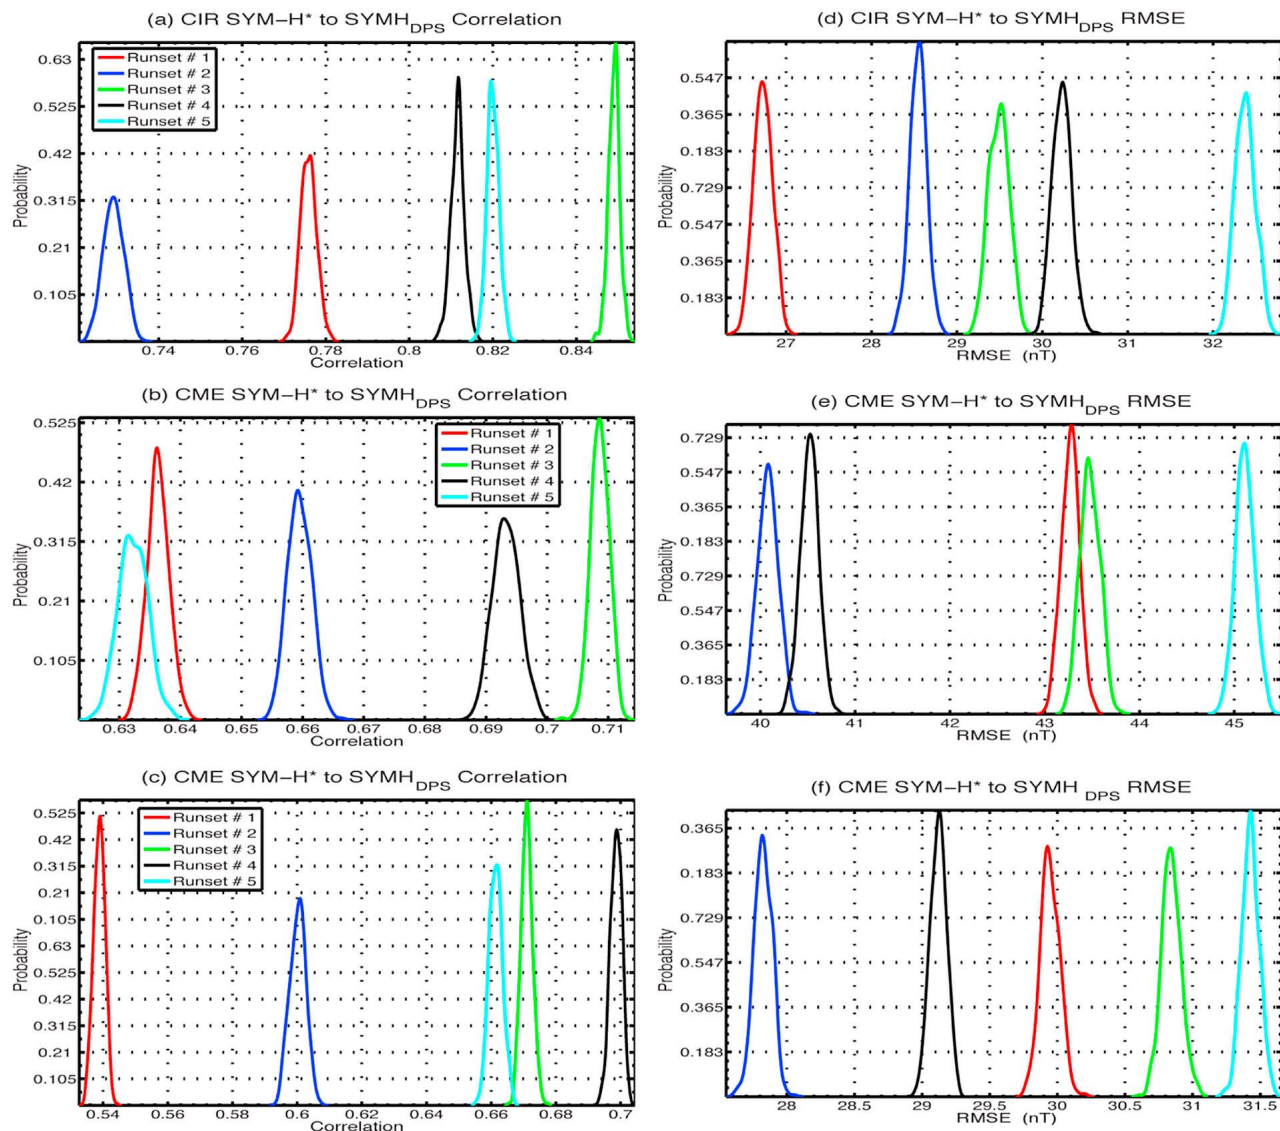 (a) CIR SYM−H* to SYMH_DPS Correlation
Probability
0.63
0.525
0.42
0.315
0.21
0.105
Runset # 1
Runset # 2
Runset # 3
Runset # 4
Runset # 5
0.74 0.76 0.78 0.8 0.82 0.84
Correlation
(d) CIR SYM−H* to SYMH_DPS RMSE
Probability
0.547
0.365
0.183
0.729
0.547
0.365
0.183
27 28 29 30 31 32
RMSE (nT)
(b) CME SYM−H* to SYMH_DPS Correlation
Probability
0.525
0.42
0.315
0.21
0.105
Runset # 1
Runset # 2
Runset # 3
Runset # 4
Runset # 5
0.63 0.64 0.65 0.66 0.67 0.68 0.69 0.7 0.71
Correlation
(e) CME SYM−H* to SYMH_DPS RMSE
Probability
0.729
0.547
0.365
0.183
0.729
0.547
0.365
0.183
40 41 42 43 44 45
RMSE (nT)
(c) CME SYM−H* to SYMH_DPS Correlation
Probability
0.525
0.42
0.315
0.21
0.105
0.63
0.525
0.42
0.315
0.21
0.105
Runset # 1
Runset # 2
Runset # 3
Runset # 4
Runset # 5
0.54 0.56 0.58 0.6 0.62 0.64 0.66 0.68 0.7
Correlation
(f) CME SYM−H* to SYMH_DPS RMSE
Probability
0.365
0.183
0.729
0.547
0.365
0.183
28 28.5 29.1 29.5 30 30.5 31 31.5
RMSE (nT)